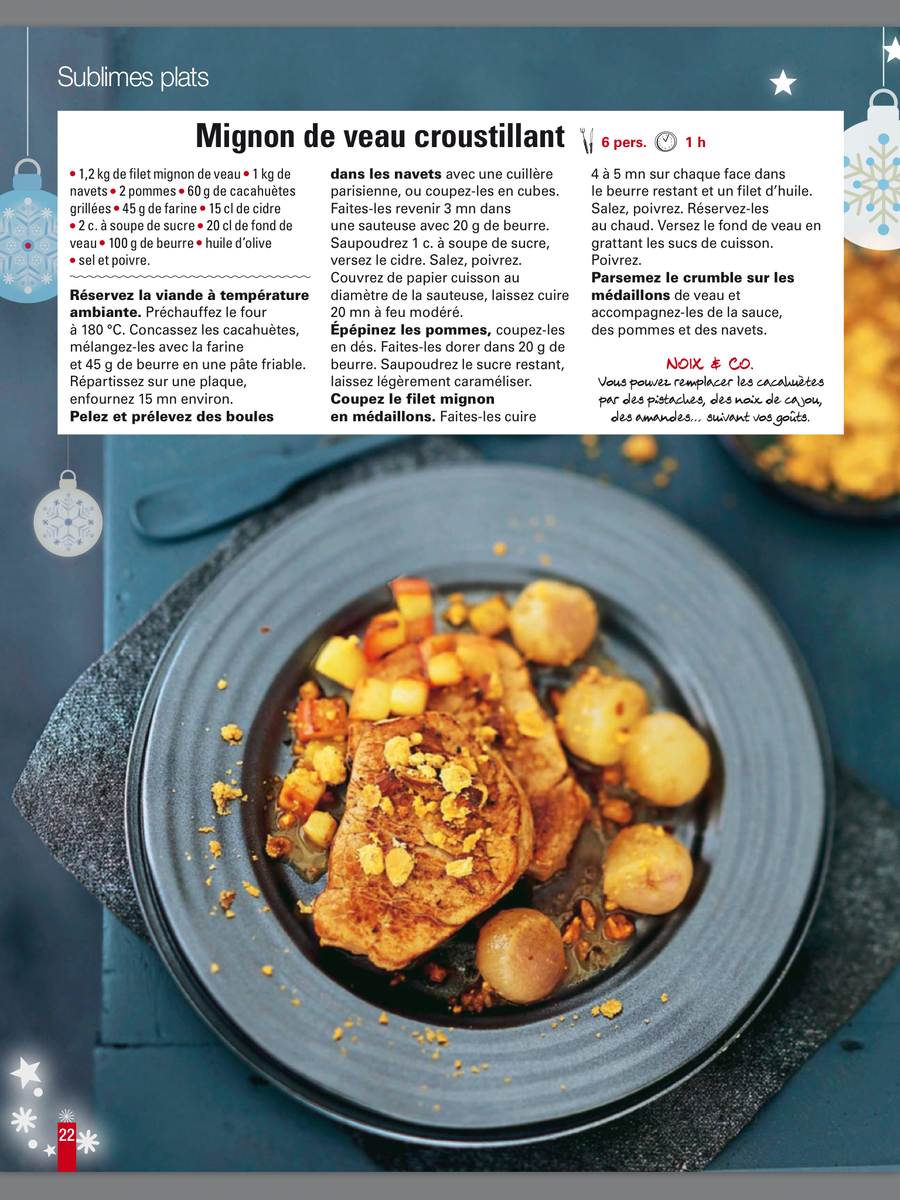 Sublimes plats
Mignon de veau croustillant
6 pers.
1 h
• 1,2 kg de filet mignon de veau • 1 kg de
navets • 2 pommes • 60 g de cacahuètes
grillées • 45 g de farine • 15 cl de cidre
• 2 c. à soupe de sucre • 20 cl de fond de
veau • 100 g de beurre • huile d’olive
• sel et poivre.
Réservez la viande à température
ambiante. Préchauffez le four
à 180 °C. Concassez les cacahuètes,
mélangez-les avec la farine
et 45 g de beurre en une pâte friable.
Répartissez sur une plaque,
enfournez 15 mn environ.
Pelez et prélevez des boules
dans les navets avec une cuillère
parisienne, ou coupez-les en cubes.
Faites-les revenir 3 mn dans
une sauteuse avec 20 g de beurre.
Saupoudrez 1 c. à soupe de sucre,
versez le cidre. Salez, poivrez.
Couvrez de papier cuisson au
diamètre de la sauteuse, laissez cuire
20 mn à feu modéré.
Épépinez les pommes, coupez-les
en dés. Faites-les dorer dans 20 g de
beurre. Saupoudrez le sucre restant,
laissez légèrement caraméliser.
Coupez le filet mignon
en médaillons. Faites-les cuire
4 à 5 mn sur chaque face dans
le beurre restant et un filet d’huile.
Salez, poivrez. Réservez-les
au chaud. Versez le fond de veau en
grattant les sucs de cuisson.
Poivrez.
Parsemez le crumble sur les
médaillons de veau et
accompagnez-les de la sauce,
des pommes et des navets.
NOIX & CO.
Vous pouvez remplacer les cacahuètes
par des pistaches, des noix de cajou,
des amandes... suivant vos goûts.
22